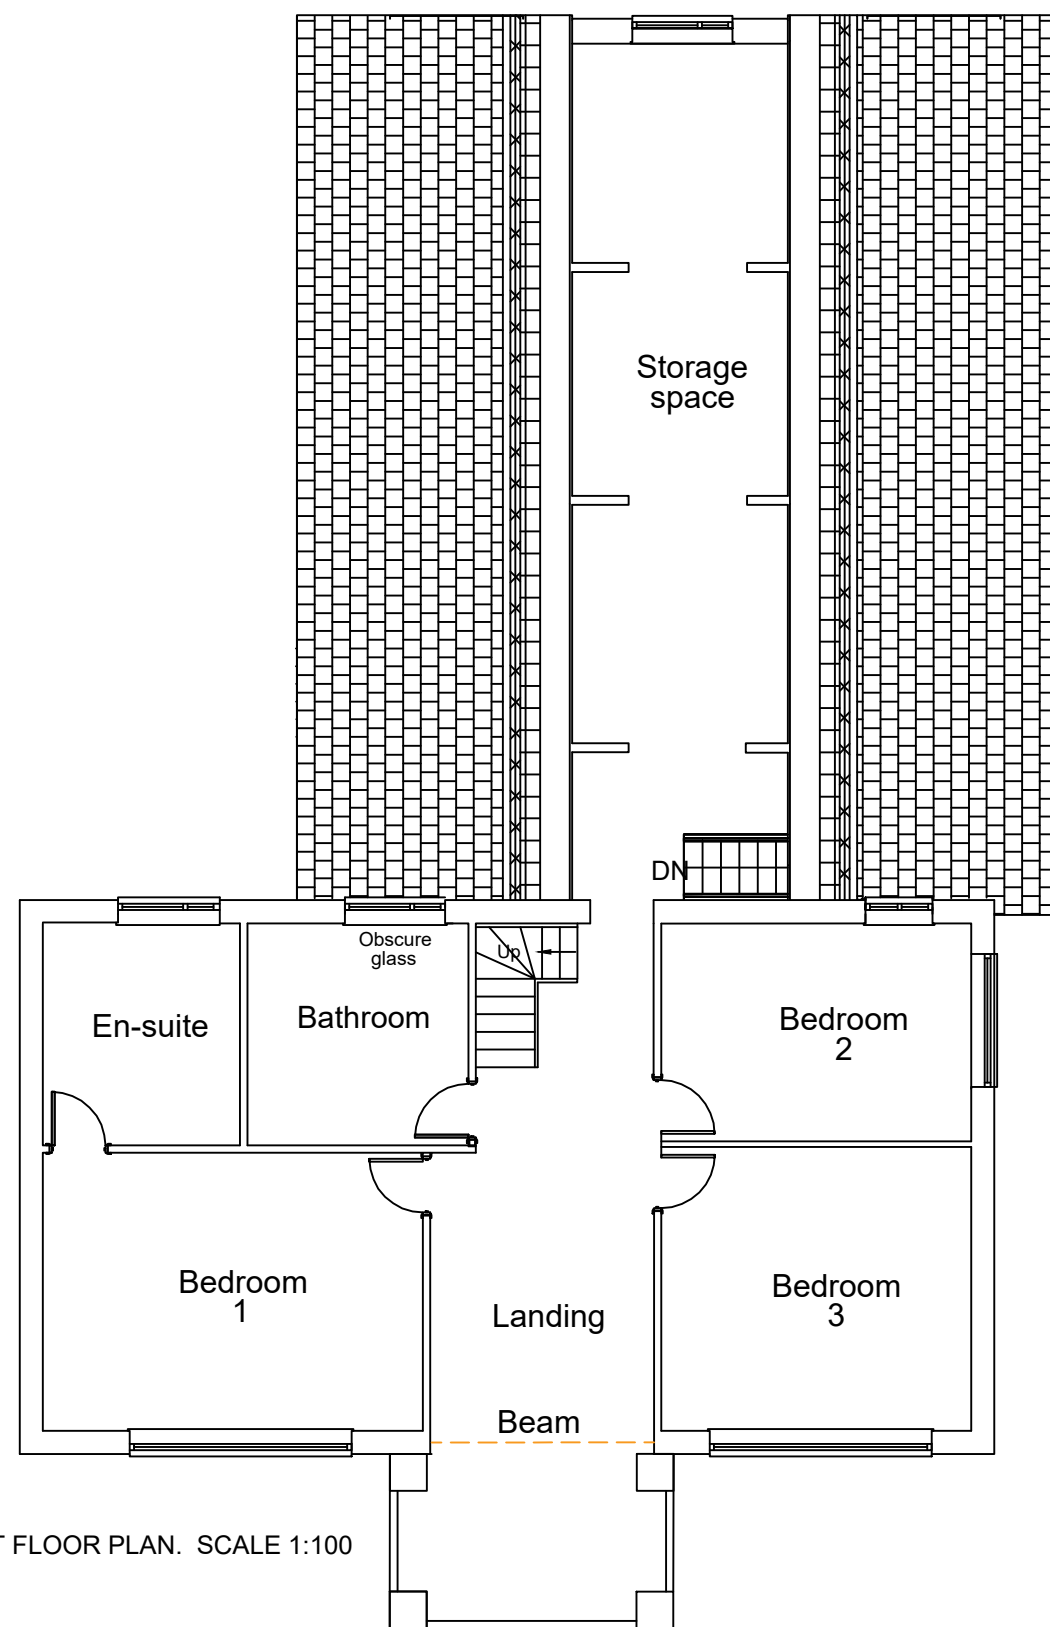 Storage
space
DN
Obscure
glass
Up
En-suite
Bathroom
Bedroom
2
Bedroom
1
Bedroom
3
Landing
Beam
FLOOR PLAN. SCALE 1:100